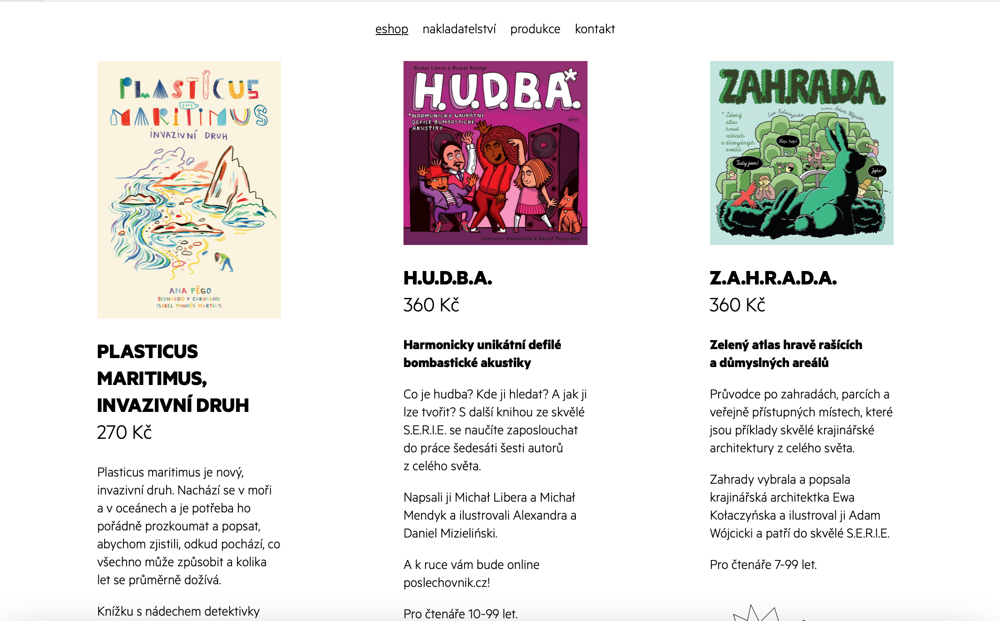 eshop nakladatelství produkce kontakt
PLASTICUS
MARITIMUS
INVAZIVNÍ DRUH
ANA PÊGO
BERNARDO P. CARVALHO
ISABEL MINHÓS MARTINS
PLASTICUS
MARITIMUS,
INVAZIVNÍ DRUH
270 Kč
Plasticus maritimus je nový,
invazivní druh. Nachází se v moři
a v oceánech a je potřeba ho
pořádně prozkoumat a popsat,
abychom zjistili, odkud pochází, co
všechno může způsobit a kolika
let se průměrně dožívá.
Knížku s nádechem detektivky
Michał Libera a Michał Mendyk
H.U.D.B.A.*
*HARMONICKY UNIKÁTNÍ
DEFILÉ BOMBASTICKÉ
AKUSTIKY
jakost
nakreslili Aleksandra a Daniel Mizielińští
H.U.D.B.A.
360 Kč
Harmonicky unikátní defilé
bombastické akustiky
Co je hudba? Kde ji hledat? A jak ji
lze tvořit? S další knihou ze skvělé
S.E.R.I.E. se naučíte zaposlouchat
do práce šedesáti šesti autorů
z celého světa.
Napsali ji Michał Libera a Michał
Mendyk a ilustrovali Alexandra a
Daniel Mizieliński.
A k ruce vám bude online
poslechovnik.cz!
Pro čtenáře 10-99 let.
Z.A.H.R.A.D.A.
* Zelený
atlas
hravě
rašících
a důmyslných
areálů
Ewa Kołaczyńska
ilustrace Adam Wójcicki
Hop, hop!
Tady jsem!
Jejda!
Z.A.H.R.A.D.A.
360 Kč
Zelený atlas hravě rašících
a důmyslných areálů
Průvodce po zahradách, parcích a
veřejně přístupných místech, které
jsou příklady skvělé krajinářské
architektury z celého světa.
Zahrady vybrala a popsala
krajinářská architektka Ewa
Kołaczyńska a ilustroval ji Adam
Wójcicki a patří do skvělé S.E.R.I.E.
Pro čtenáře 7-99 let.